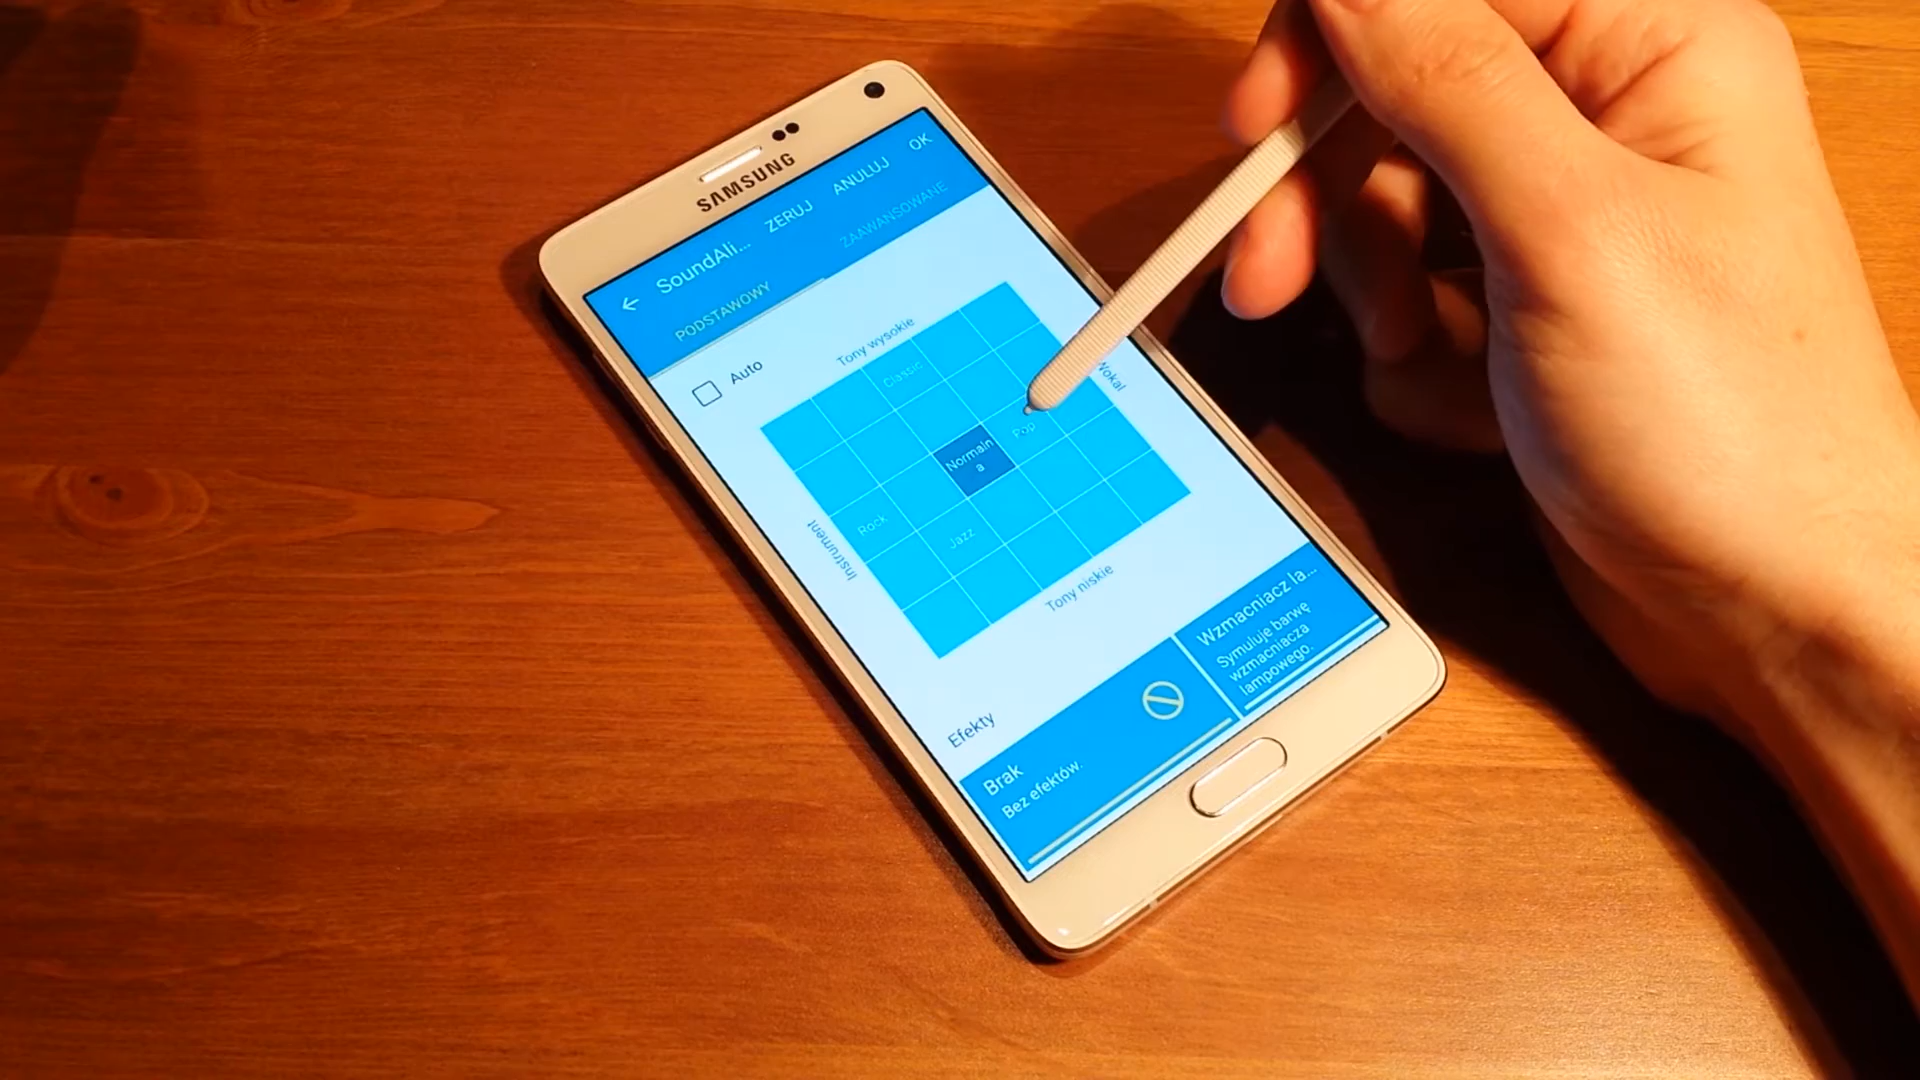 SAMSUNG
SoundAli... ZERUJ ANULUJ OK
PODSTAWOWY ZAAWANSOWANE
Auto
Tony wysokie
Classic
Wokal
Pop
Normaln
a
Rock
Jazz
Instrument
Tony niskie
Efekty
Brak
Bez efektów.
Wzmacniacz la...
Symuluje barwę
wzmacniacza
lampowego.